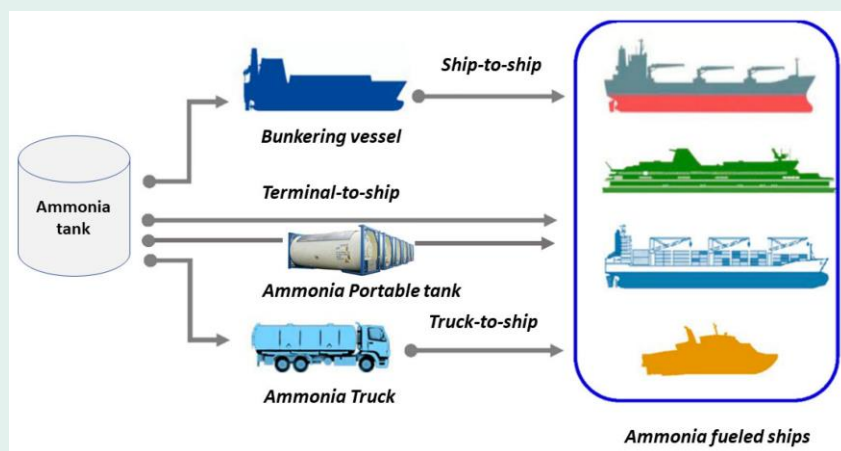 Ship-to-ship
Bunkering vessel
Terminal-to-ship
Ammonia
tank
Ammonia Portable tank
Truck-to-ship
Ammonia Truck
Ammonia fueled ships